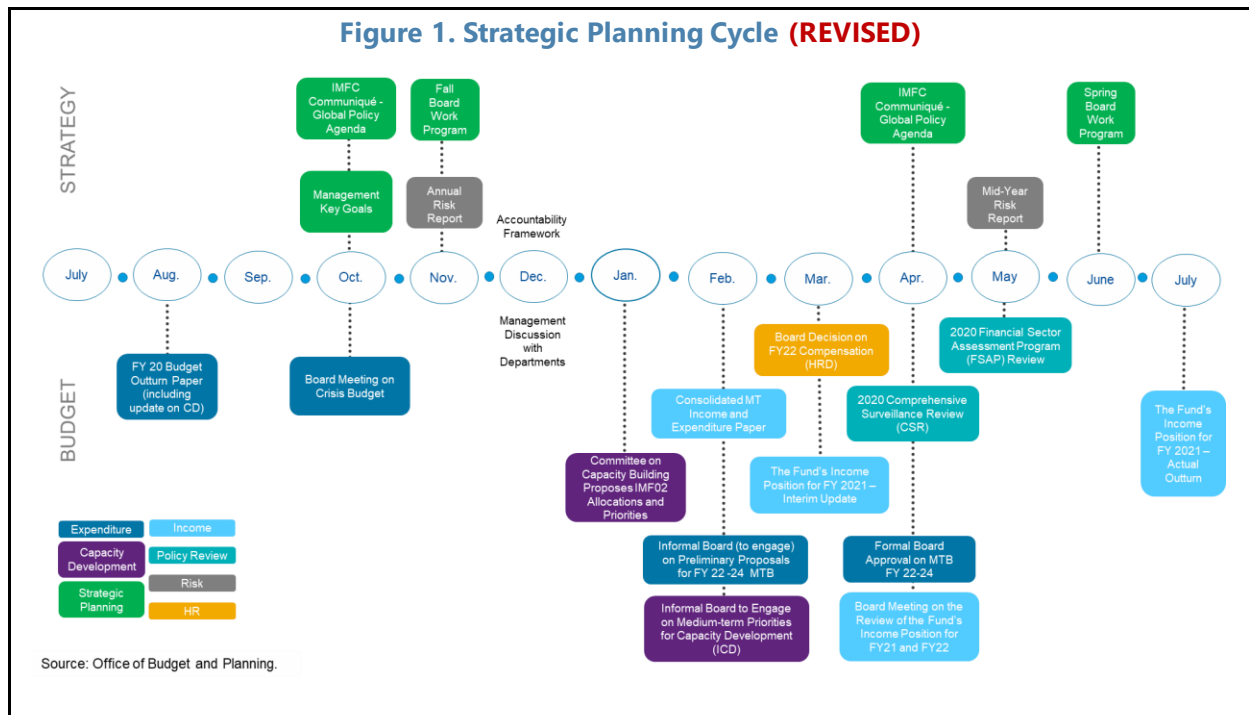 Figure 1. Strategic Planning Cycle (REVISED)
STRATEGY
IMFC
Communiqué -
Global Policy
Agenda
Fall
Board
Work
Program
IMFC
Communiqué -
Global Policy
Agenda
Spring
Board
Work
Program
Management
Key Goals
Annual
Risk
Report
Mid-Year
Risk
Report
Accountability
Framework
July
Aug.
Sep.
Oct.
Nov.
Dec.
Jan.
Feb.
Mar.
Apr.
May
June
July
BUDGET
FY 20 Budget
Outturn Paper
(including
update on CD)
Board Meeting on
Crisis Budget
Management
Discussion
with
Departments
Committee on
Capacity Building
Proposes IMF02
Allocations and
Priorities
Consolidated MT
Income and
Expenditure Paper
Informal Board (to engage)
on Preliminary Proposals
for FY 22 -24 MTB
Informal Board to Engage
on Medium-term Priorities
for Capacity Development
(ICD)
Board Decision on
FY22 Compensation
(HRD)
The Fund's Income
Position for FY 2021 –
Interim Update
2020 Comprehensive
Surveillance Review
(CSR)
Formal Board
Approval on MTB
FY 22-24
Board Meeting on the
Review of the Fund's
Income Position for
FY21 and FY22
2020 Financial Sector
Assessment Program
(FSAP) Review
The Fund's
Income
Position for
FY 2021 –
Actual
Outturn
Expenditure
Income
Capacity
Development
Policy Review
Strategic
Planning
Risk
HR
Source: Office of Budget and Planning.